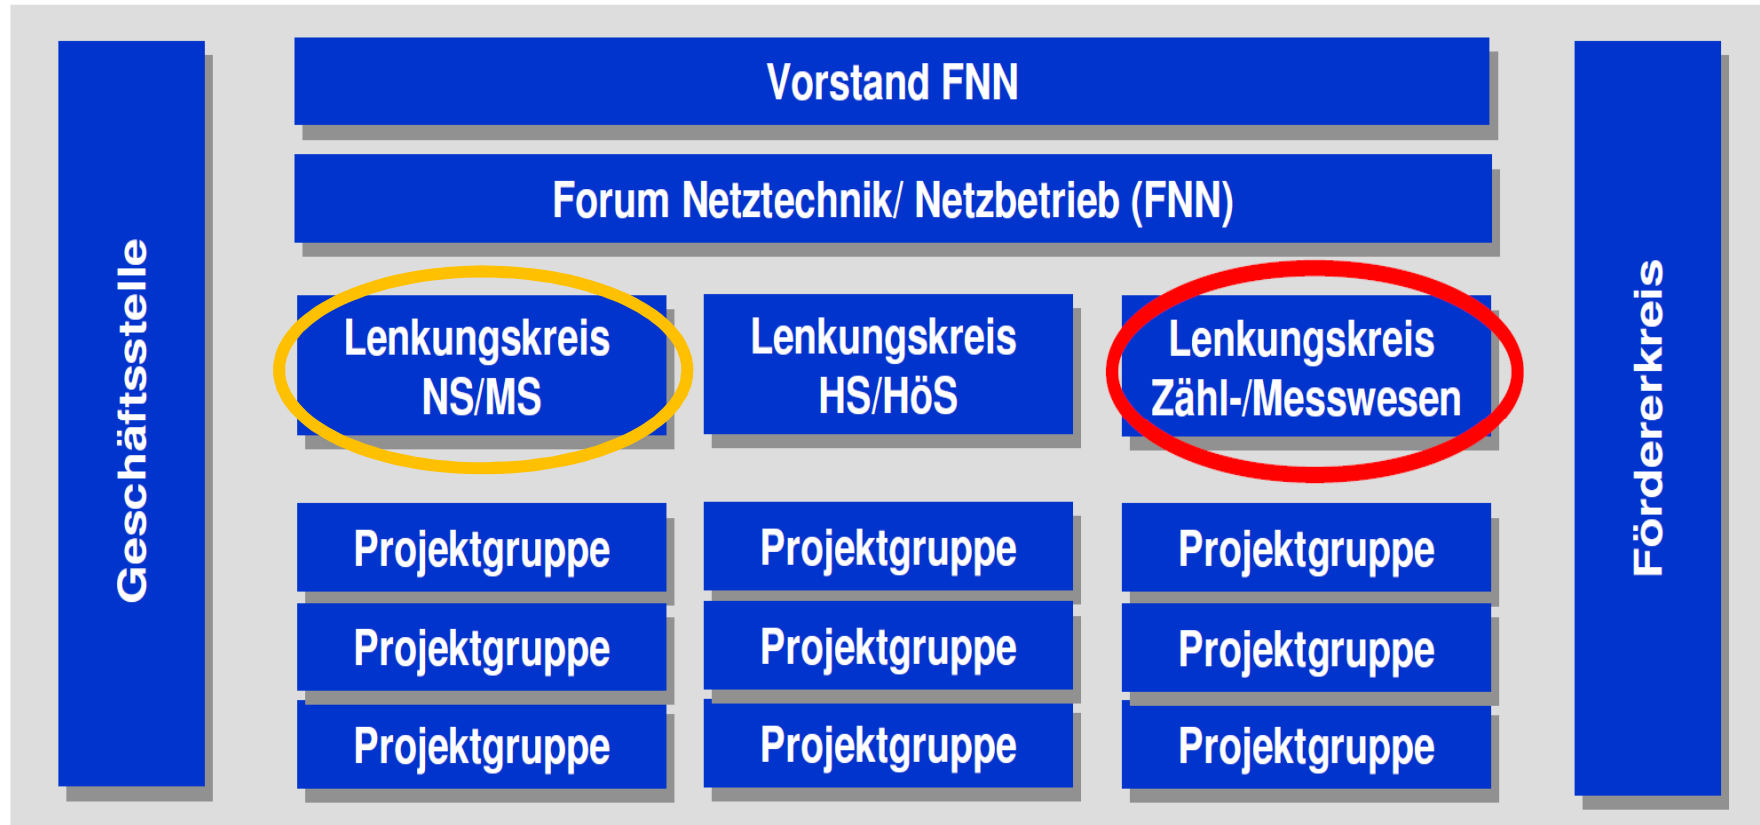 Geschäftsstelle
Vorstand FNN
Forum Netztechnik/ Netzbetrieb (FNN)
Lenkungskreis
NS/MS
Lenkungskreis
HS/HöS
Lenkungskreis
Zähl-/Messwesen
Projektgruppe
Projektgruppe
Projektgruppe
Projektgruppe
Projektgruppe
Projektgruppe
Projektgruppe
Projektgruppe
Projektgruppe
Fördererkreis